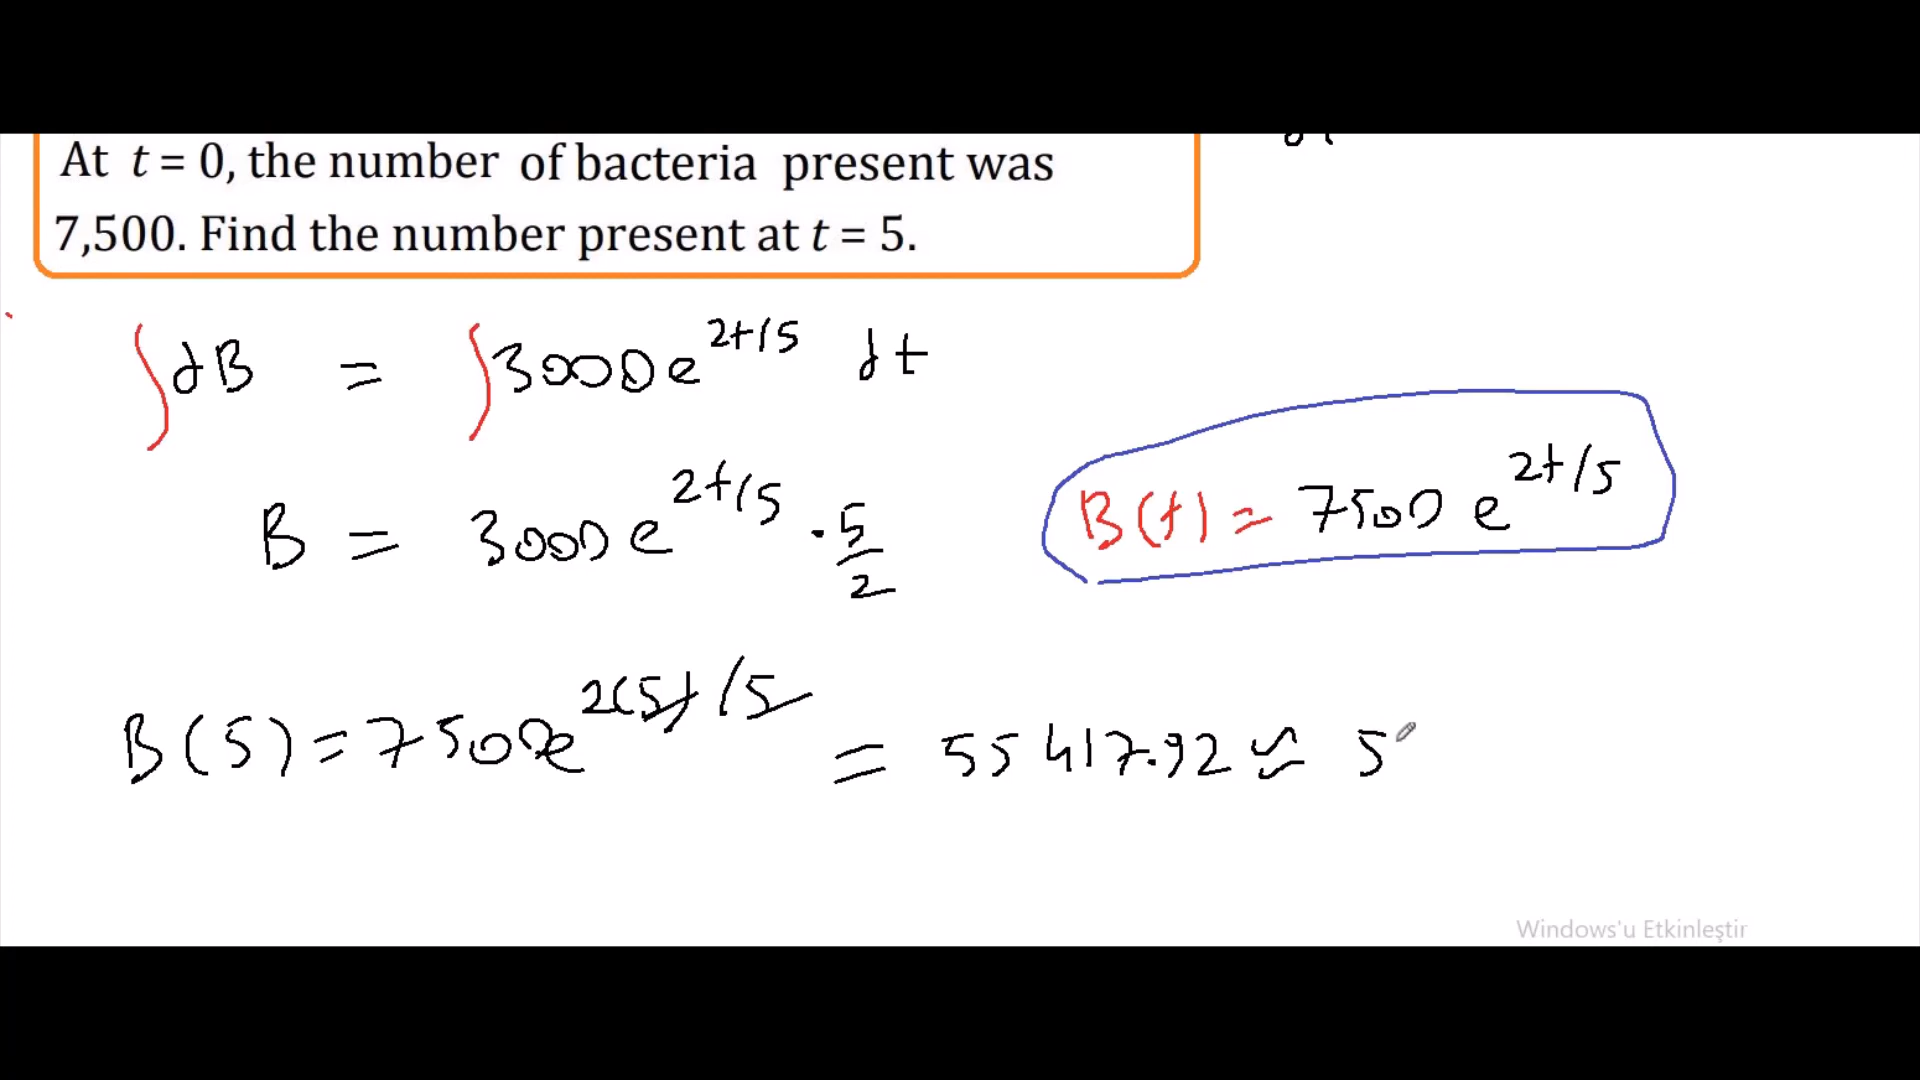 At t = 0, the number of bacteria present was
7,500. Find the number present at t = 5.
∫dB = ∫3000e^{2t/5} dt
B = 3000e^{2t/5} · 5/2
B(t) = 7500 e^{2t/5}
B(5) = 7500e^{2(5)/5} = 55417.92 ≈ 5
Windows'u Etkinleştir